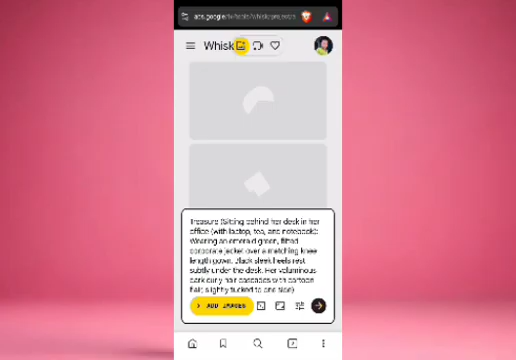 Whisk
Treasure (Sitting behind her desk in her
office (with laptop, tea, and notebook):
Wearing an emerald green, fitted
corporate jacket over a matching knee
length gown. Black sleek heels rest
subtly under the desk. Her voluminous
dark curly hair cascades with cartoon
hair, slightly tucked to one side)
ADD IMAGES